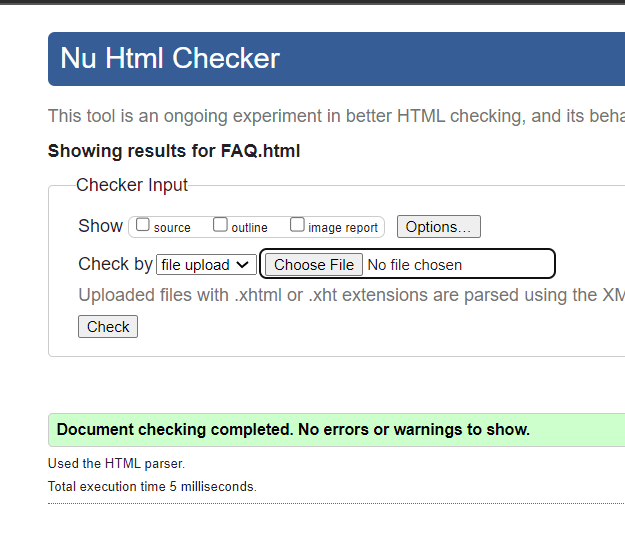 Nu Html Checker
This tool is an ongoing experiment in better HTML checking, and its beha
Showing results for FAQ.html
Checker Input
Show source outline image report Options...
Check by file upload Choose File No file chosen
Uploaded files with .xhtml or .xht extensions are parsed using the XM
Check
Document checking completed. No errors or warnings to show.
Used the HTML parser.
Total execution time 5 milliseconds.